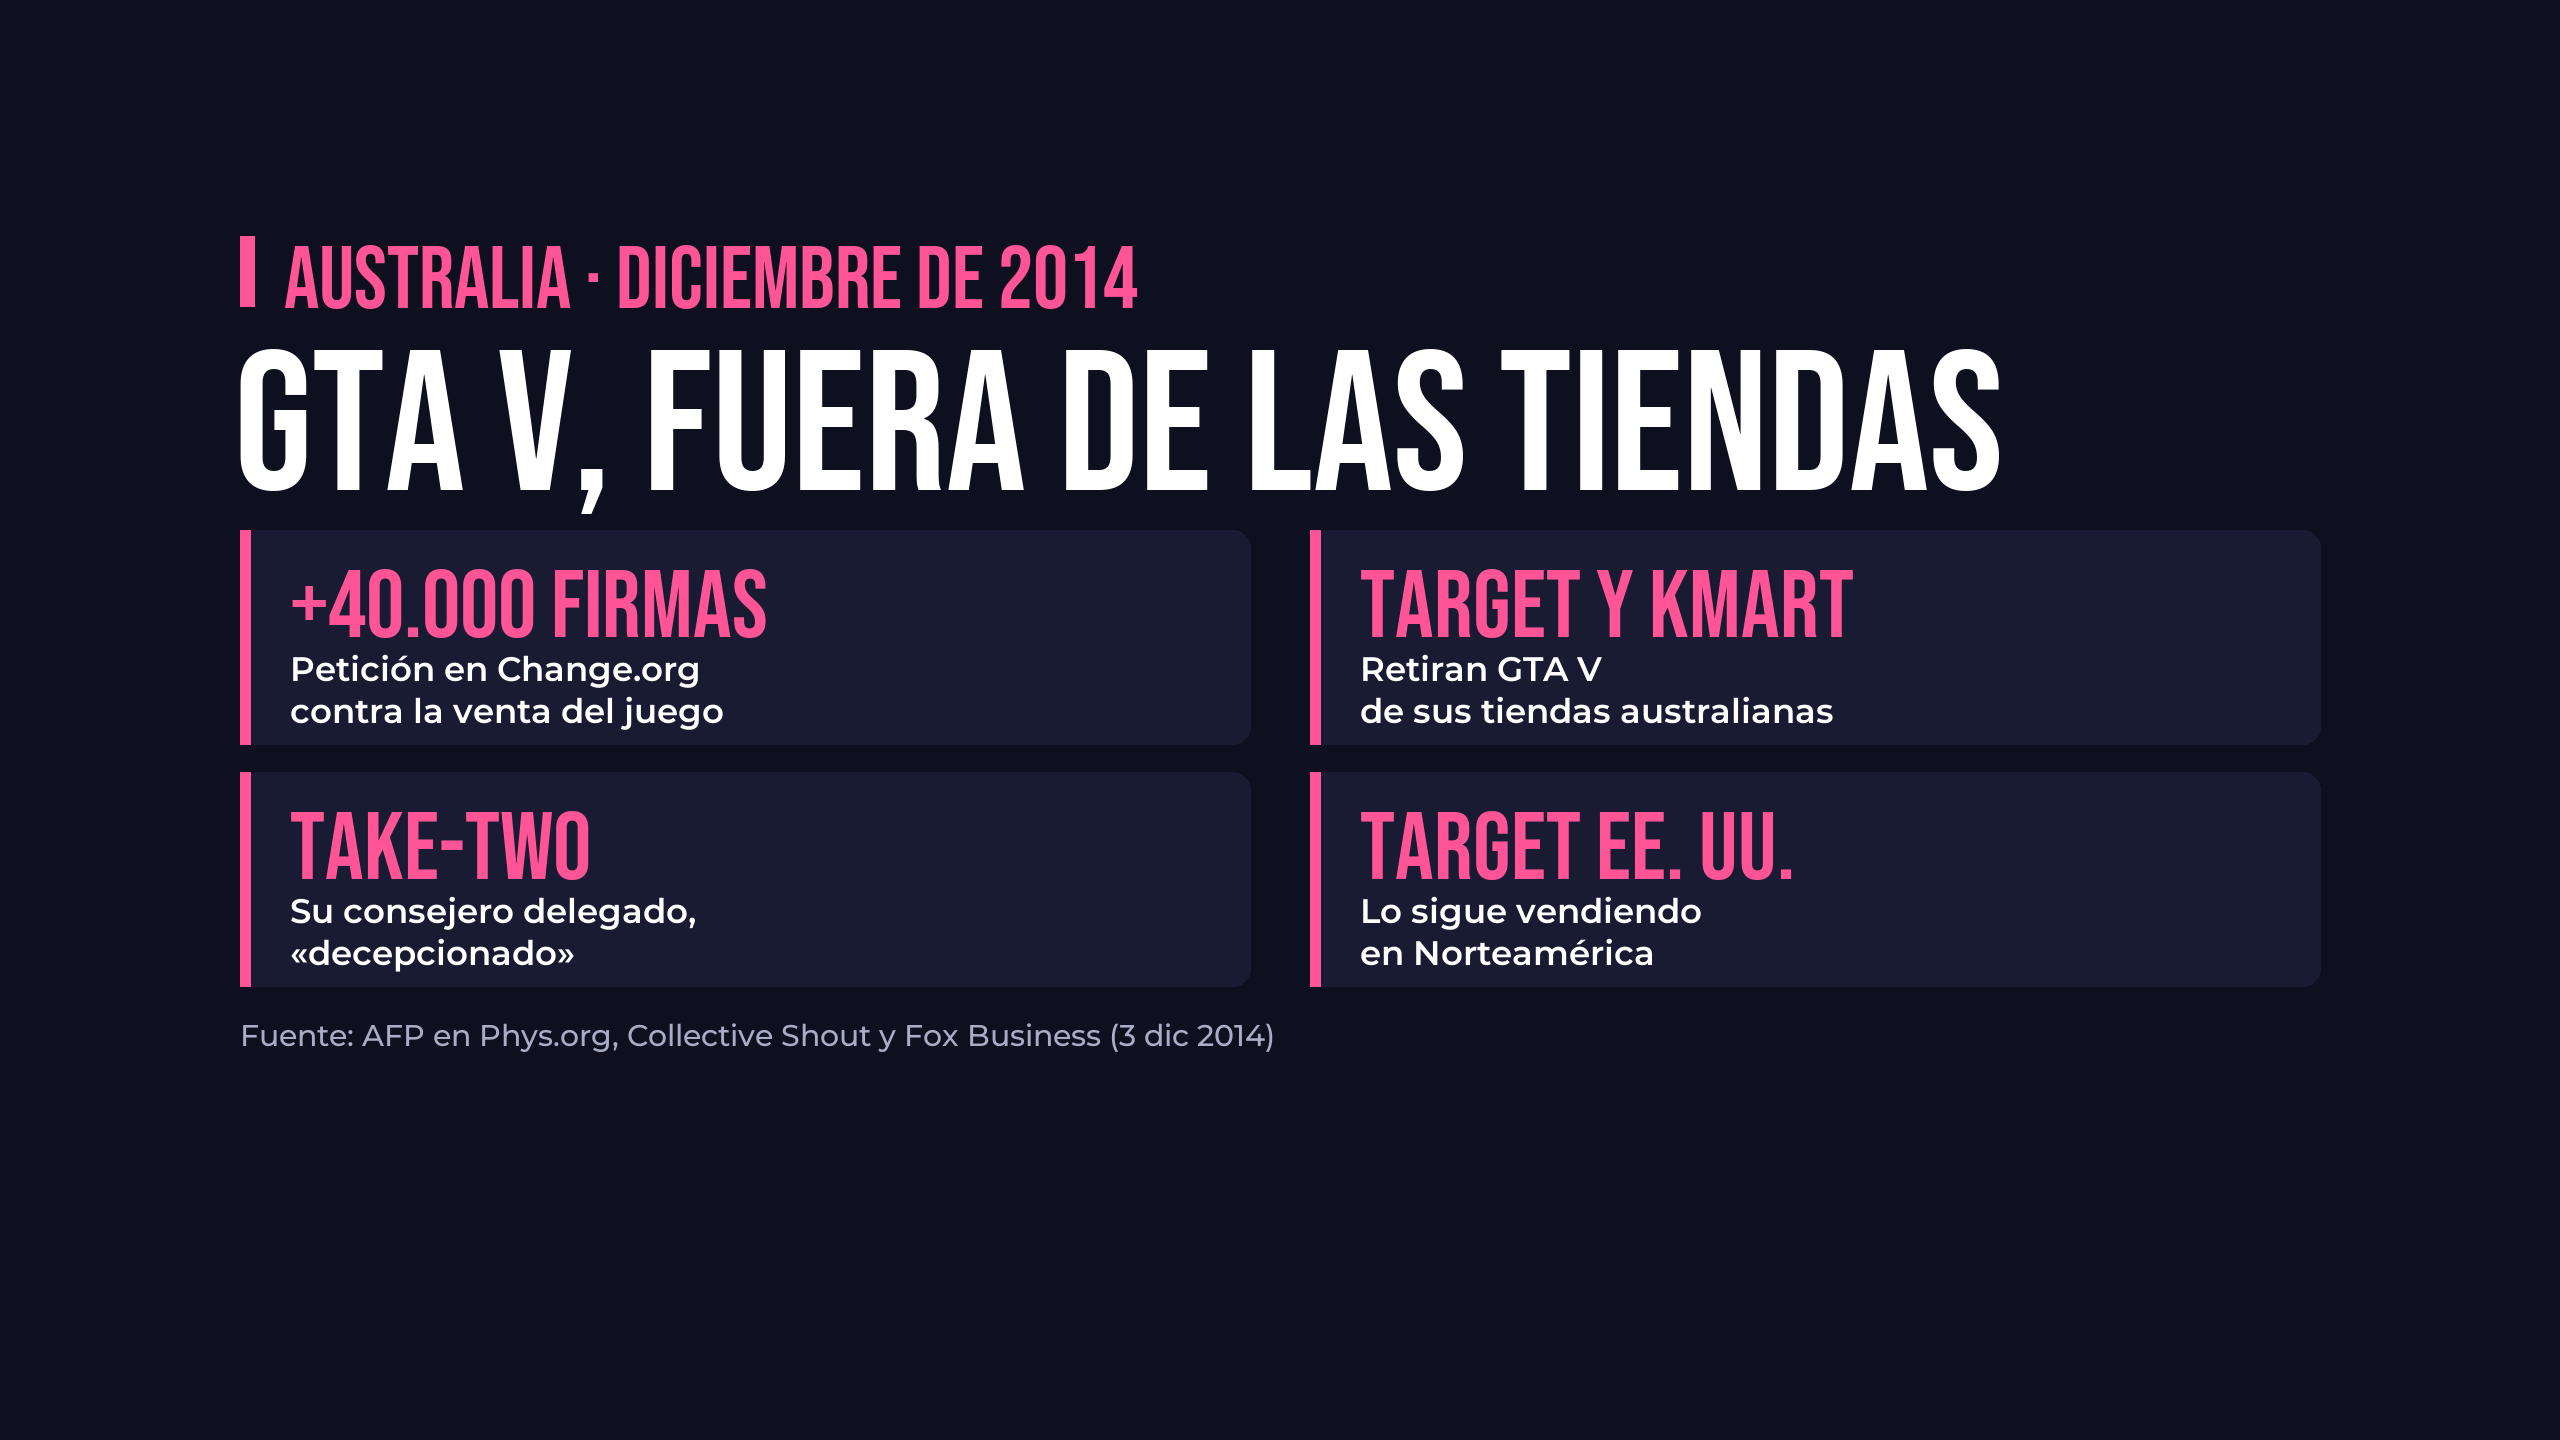 AUSTRALIA · DICIEMBRE DE 2014
GTA V, FUERA DE LAS TIENDAS
+40.000 FIRMAS
Petición en Change.org
contra la venta del juego
TARGET Y KMART
Retiran GTA V
de sus tiendas australianas
TAKE-TWO
Su consejero delegado,
«decepcionado»
TARGET EE. UU.
Lo sigue vendiendo
en Norteamérica
Fuente: AFP en Phys.org, Collective Shout y Fox Business (3 dic 2014)